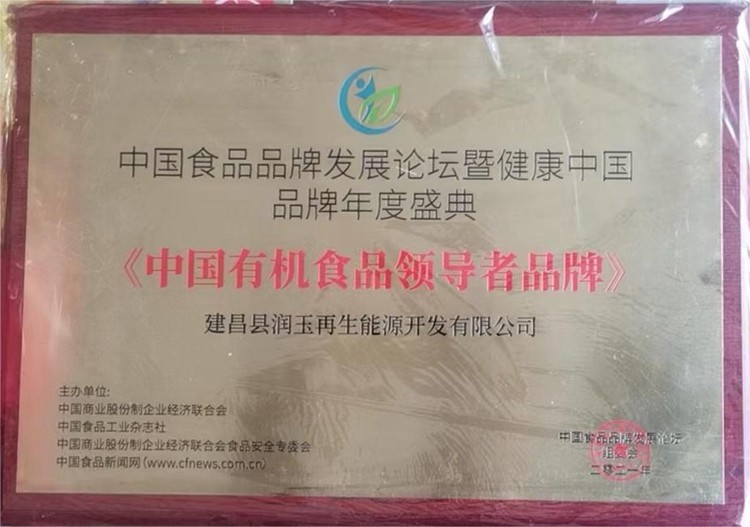 中国食品品牌发展论坛暨健康中国
品牌年度盛典
《中国有机食品领导者品牌》
建昌县润玉再生能源开发有限公司
主办单位:
中国商业股份制企业经济联合会
中国食品工业杂志社
中国商业股份制企业经济联合会食品安全专委会
中国食品新闻网(www.cfnews.com.cn)
中国食品品牌发展论坛
组委会
二零二一年